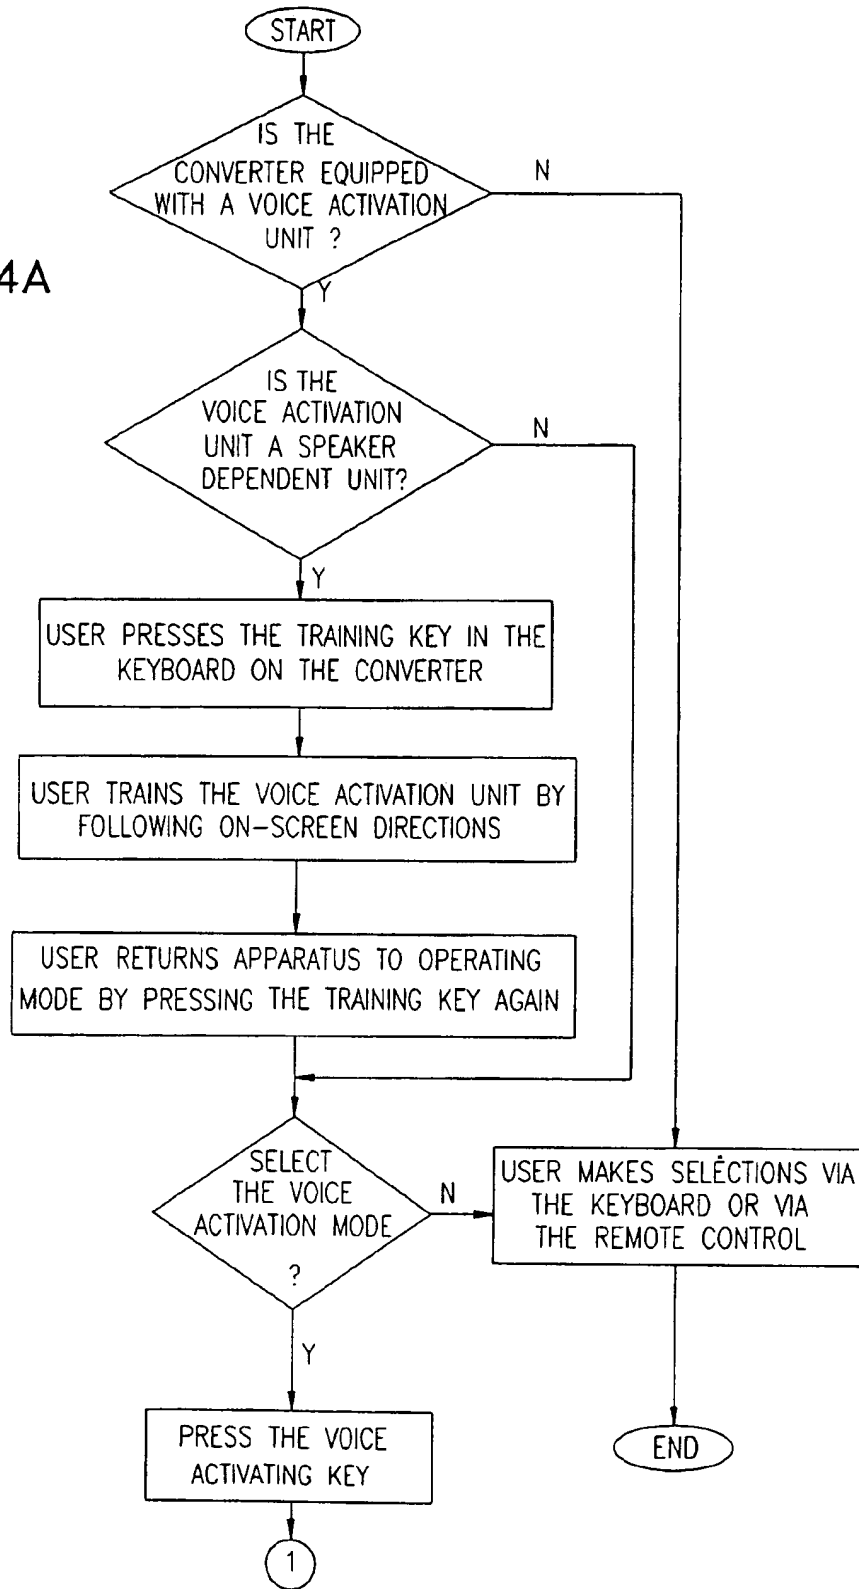 START
IS THE
CONVERTER EQUIPPED
WITH A VOICE ACTIVATION
UNIT ?
N
4A
Y
IS THE
VOICE ACTIVATION
UNIT A SPEAKER
DEPENDENT UNIT?
N
Y
USER PRESSES THE TRAINING KEY IN THE
KEYBOARD ON THE CONVERTER
USER TRAINS THE VOICE ACTIVATION UNIT BY
FOLLOWING ON-SCREEN DIRECTIONS
USER RETURNS APPARATUS TO OPERATING
MODE BY PRESSING THE TRAINING KEY AGAIN
SELECT
THE VOICE
ACTIVATION MODE
?
N
USER MAKES SELECTIONS VIA
THE KEYBOARD OR VIA
THE REMOTE CONTROL
Y
PRESS THE VOICE
ACTIVATING KEY
END
1